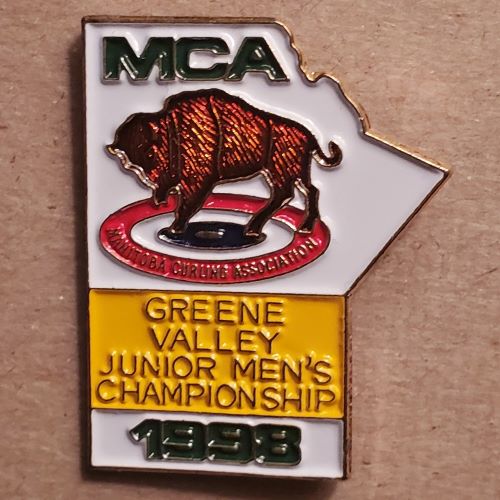 MCA
MANITOBA CURLING ASSOCIATION
GREENE
VALLEY
JUNIOR MEN'S
CHAMPIONSHIP
1998